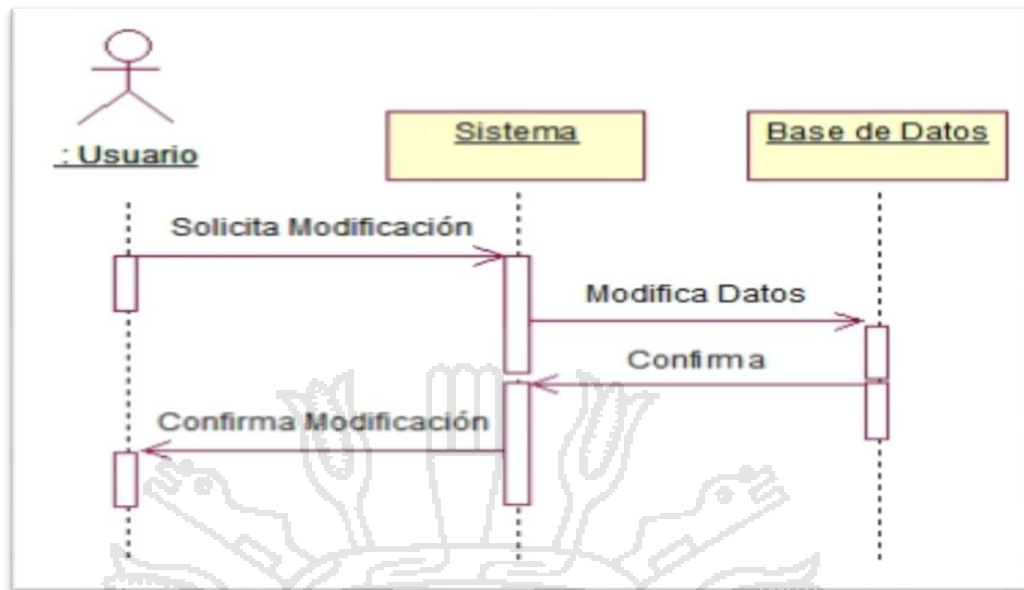 Sistema
Base de Datos
: Usuario
Solicita Modificación
Modifica Datos
Confirma
Confirma Modificación